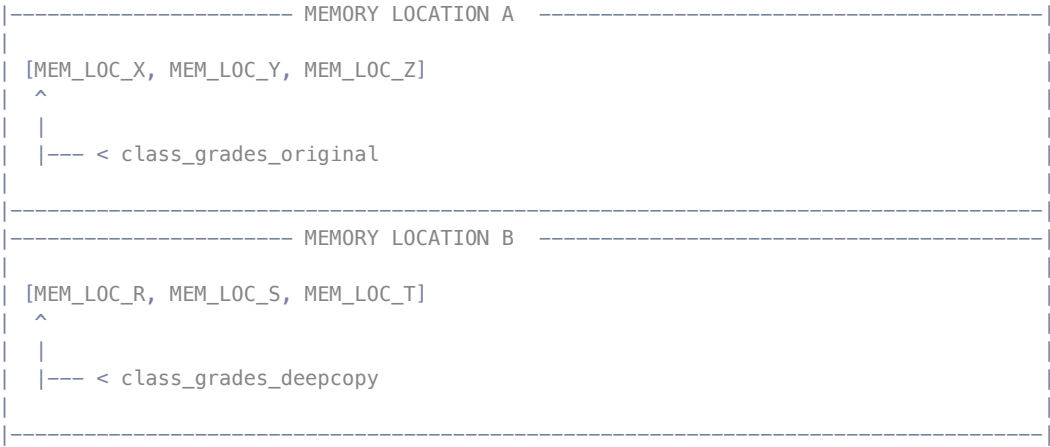 |---------------------- MEMORY LOCATION A ---------------------------------------|
[MEM_LOC_X, MEM_LOC_Y, MEM_LOC_Z]
^
|
|--- < class_grades_original
|--------------------------------------------------------------------------------|
|---------------------- MEMORY LOCATION B ---------------------------------------|
[MEM_LOC_R, MEM_LOC_S, MEM_LOC_T]
^
|
|--- < class_grades_deepcopy
|--------------------------------------------------------------------------------|